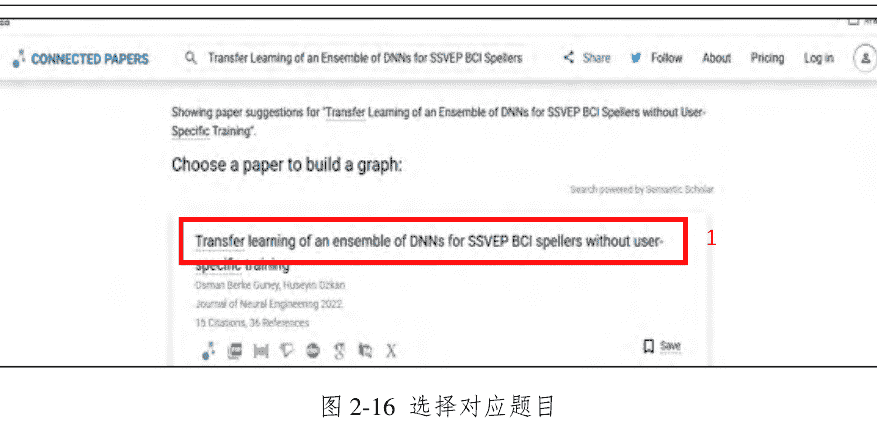 CONNECTED PAPERS
Transfer Learning of an Ensemble of DNNs for SSVEP BCI Spellers
Share
Follow
About
Pricing
Log in
Showing paper suggestions for "Transfer Learning of an Ensemble of DNNs for SSVEP BCI Spellers without User-
Specific Training".
Choose a paper to build a graph:
Search powered by Semantic Scholar
Transfer learning of an ensemble of DNNs for SSVEP BCI spellers without user-
specific training
1
Osman Berke Guney, Huseyin Ozkan
Journal of Neural Engineering 2022
15 Citations, 36 References
Save
图 2-16 选择对应题目